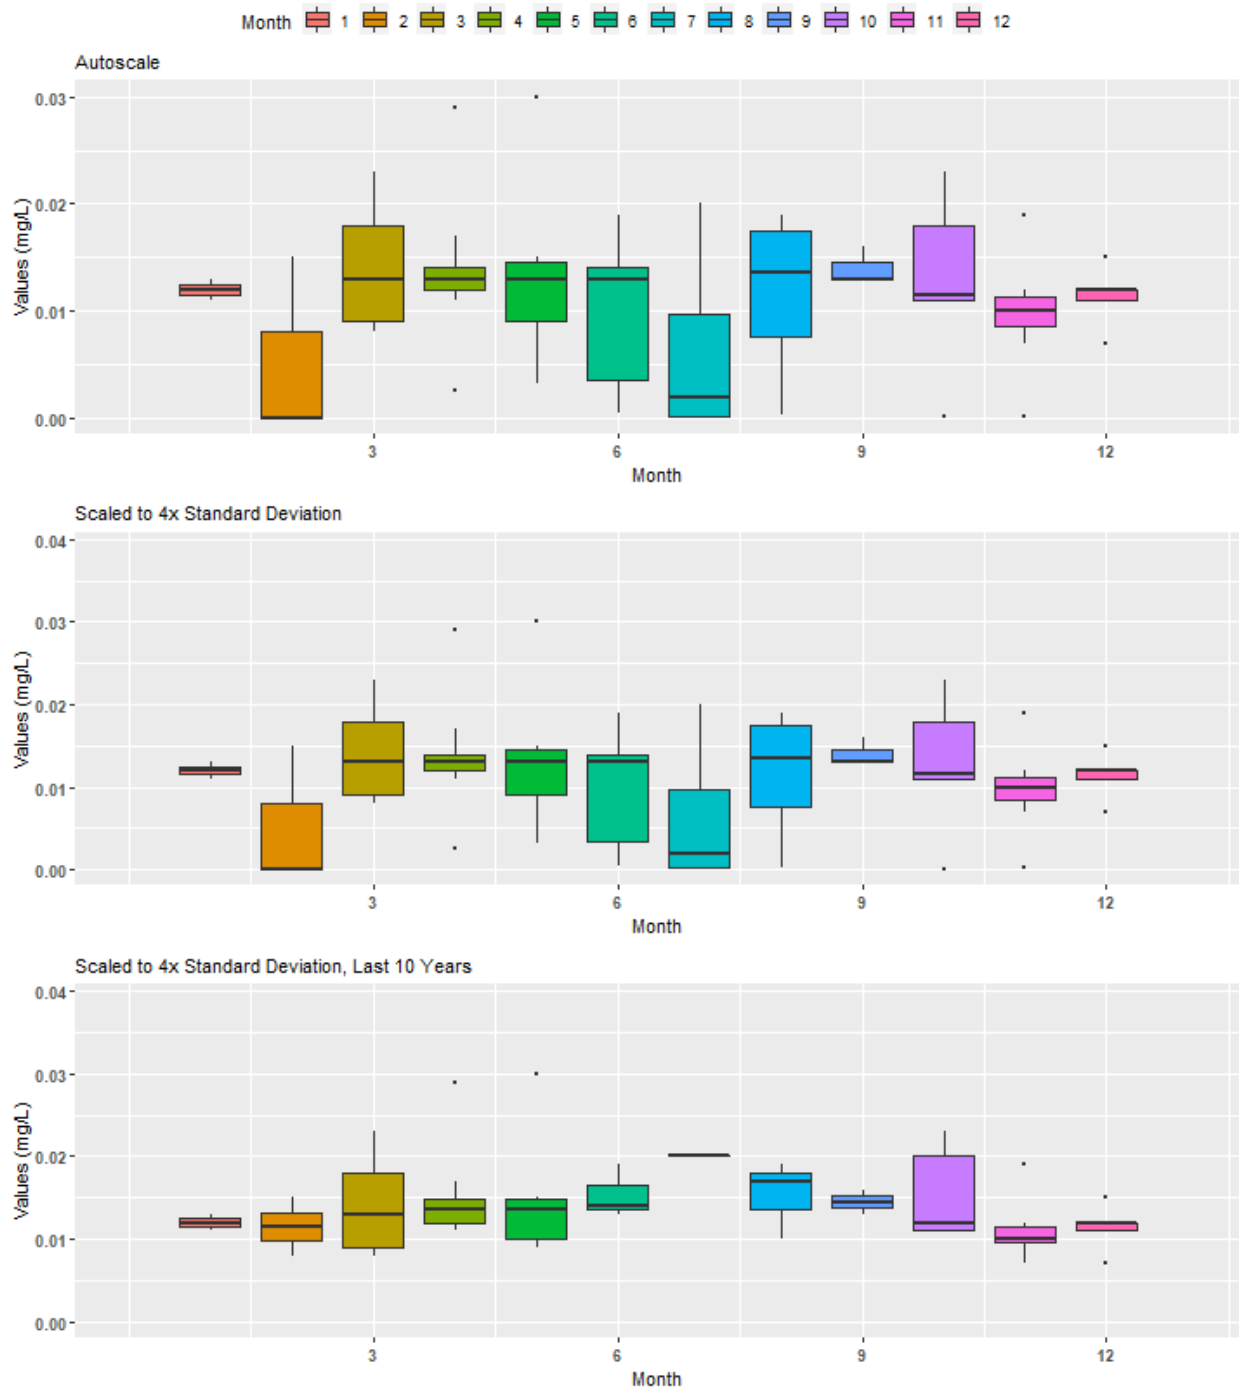 Month 1 2 3 4 5 6 7 8 9 10 11 12
Autoscale
Values (mg/L)
0.03
0.02
0.01
0.00
3 6 9 12
Month
Scaled to 4x Standard Deviation
Values (mg/L)
0.04
0.03
0.02
0.01
0.00
3 6 9 12
Month
Scaled to 4x Standard Deviation, Last 10 Years
Values (mg/L)
0.04
0.03
0.02
0.01
0.00
3 6 9 12
Month